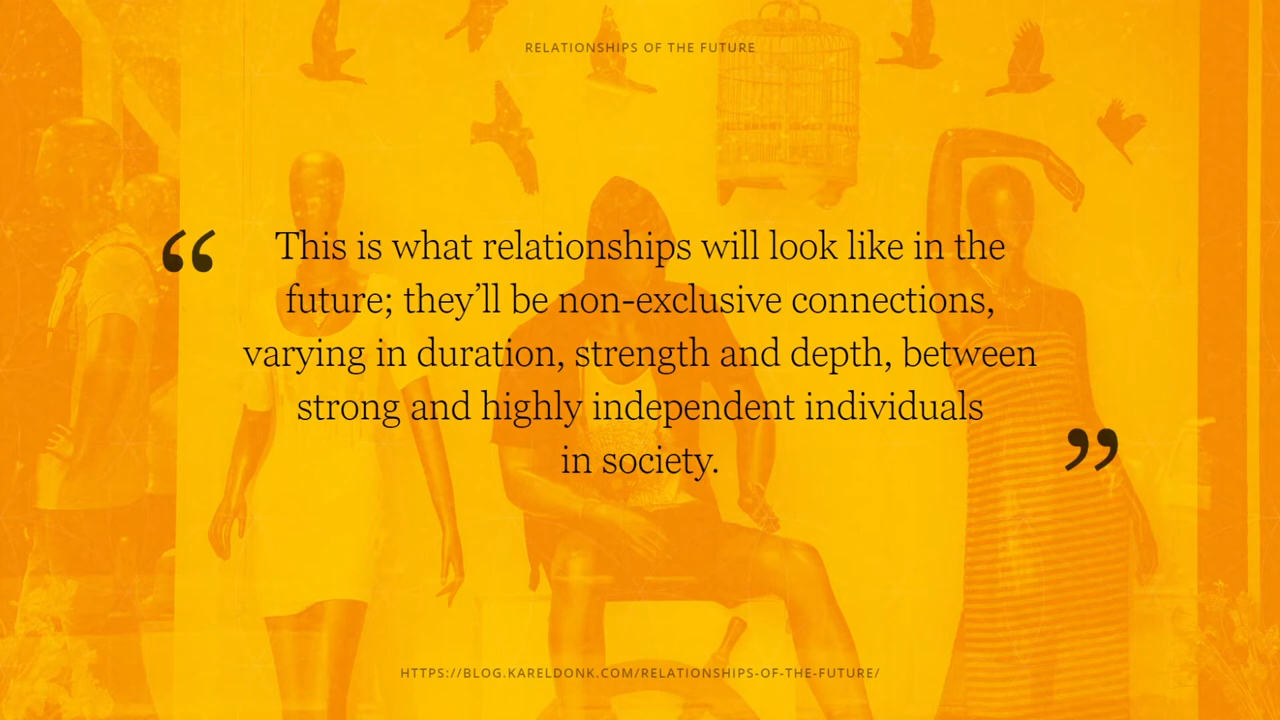 RELATIONSHIPS OF THE FUTURE
“This is what relationships will look like in the
future; they’ll be non-exclusive connections,
varying in duration, strength and depth, between
strong and highly independent individuals
in society.”
HTTPS://BLOG.KARELDONK.COM/RELATIONSHIPS-OF-THE-FUTURE/